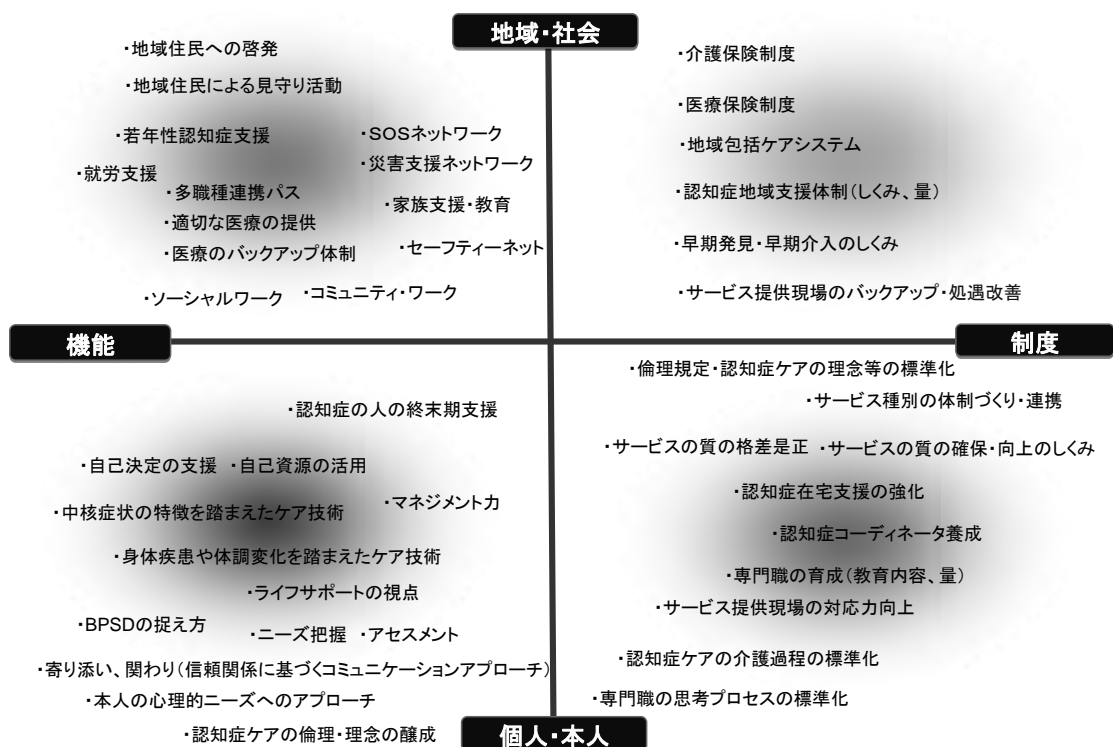 地域・社会
・地域住民への啓発
・地域住民による見守り活動
・若年性認知症支援
・SOSネットワーク
・災害支援ネットワーク
・就労支援
・多職種連携パス
・家族支援・教育
・適切な医療の提供
・医療のバックアップ体制
・セーフティーネット
・ソーシャルワーク
・コミュニティ・ワーク
・介護保険制度
・医療保険制度
・地域包括ケアシステム
・認知症地域支援体制(しくみ、量)
・早期発見・早期介入のしくみ
・サービス提供現場のバックアップ・処遇改善
機能
制度
・認知症の人の終末期支援
・自己決定の支援
・自己資源の活用
・マネジメント力
・中核症状の特徴を踏まえたケア技術
・身体疾患や体調変化を踏まえたケア技術
・ライフサポートの視点
・BPSDの捉え方
・ニーズ把握
・アセスメント
・寄り添い、関わり(信頼関係に基づくコミュニケーションアプローチ)
・本人の心理的ニーズへのアプローチ
・認知症ケアの倫理・理念の醸成
・倫理規定・認知症ケアの理念等の標準化
・サービス種別の体制づくり・連携
・サービスの質の格差是正
・サービスの質の確保・向上のしくみ
・認知症在宅支援の強化
・認知症コーディネータ養成
・専門職の育成(教育内容、量)
・サービス提供現場の対応力向上
・認知症ケアの介護過程の標準化
・専門職の思考プロセスの標準化
個人・本人